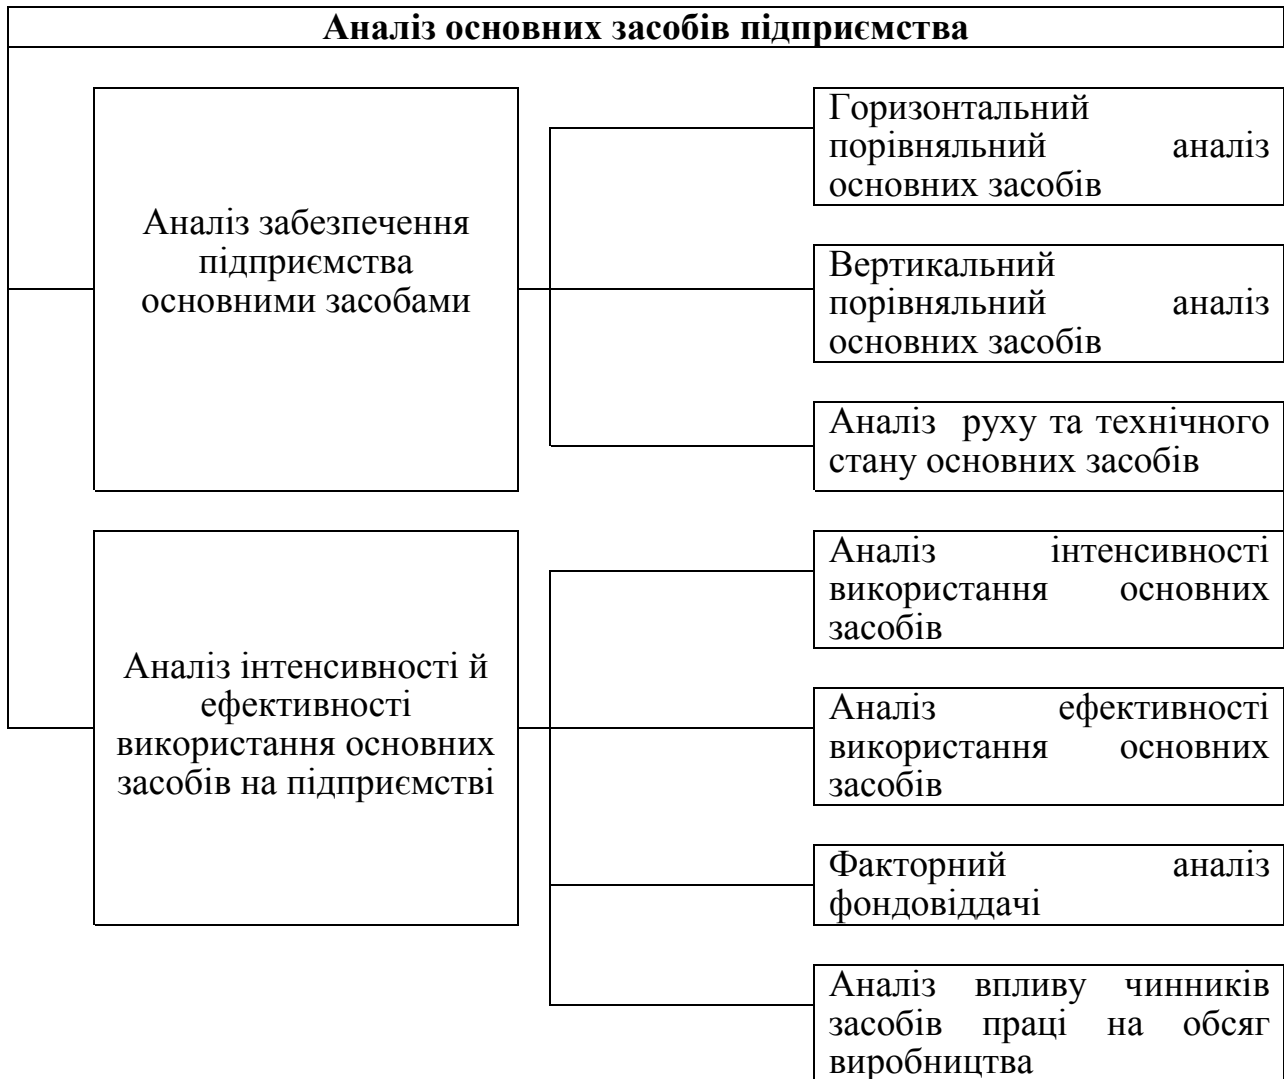 Аналіз основних засобів підприємства
Аналіз забезпечення
підприємства
основними засобами
Горизонтальний
порівняльний аналіз
основних засобів
Вертикальний
порівняльний аналіз
основних засобів
Аналіз руху та технічного
стану основних засобів
Аналіз інтенсивності й
ефективності
використання основних
засобів на підприємстві
Аналіз інтенсивності
використання основних
засобів
Аналіз ефективності
використання основних
засобів
Факторний аналіз
фондовіддачі
Аналіз впливу чинників
засобів праці на обсяг
виробництва